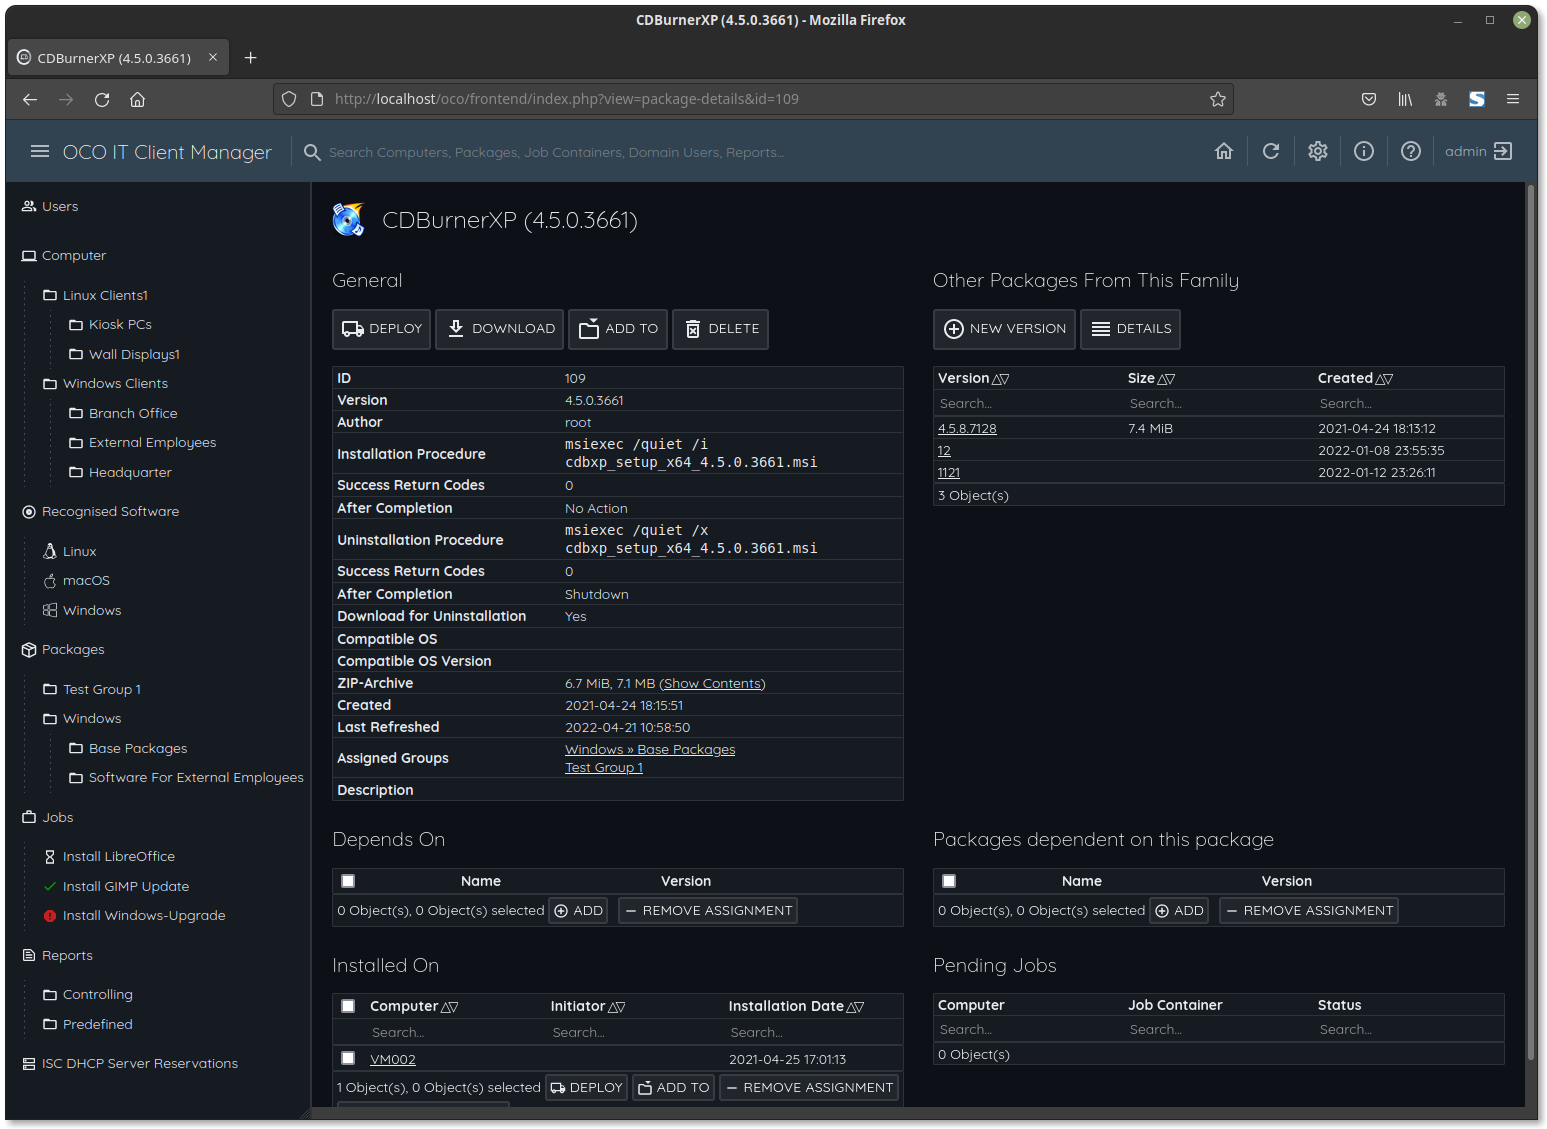 CDBurnerXP (4.5.0.3661) - Mozilla Firefox
CDBurnerXP (4.5.0.3661)
http://localhost/oco/frontend/index.php?view=package-details&id=109
OCO IT Client Manager
Search Computers, Packages, Job Containers, Domain Users, Reports...
admin
Users
Computer
Linux Clients1
Kiosk PCs
Wall Displays1
Windows Clients
Branch Office
External Employees
Headquarter
Recognised Software
Linux
macOS
Windows
Packages
Test Group 1
Windows
Base Packages
Software For External Employees
Jobs
Install LibreOffice
Install GIMP Update
Install Windows-Upgrade
Reports
Controlling
Predefined
ISC DHCP Server Reservations
CDBurnerXP (4.5.0.3661)
General
DEPLOY DOWNLOAD ADD TO DELETE
ID 109
Version 4.5.0.3661
Author root
Installation Procedure msiexec /quiet /i
cdbxp_setup_x64_4.5.0.3661.msi
Success Return Codes 0
After Completion No Action
Uninstallation Procedure msiexec /quiet /x
cdbxp_setup_x64_4.5.0.3661.msi
Success Return Codes 0
After Completion Shutdown
Download for Uninstallation Yes
Compatible OS
Compatible OS Version
ZIP-Archive 6.7 MiB, 7.1 MB (Show Contents)
Created 2021-04-24 18:15:51
Last Refreshed 2022-04-21 10:58:50
Assigned Groups Windows » Base Packages
Test Group 1
Description
Other Packages From This Family
NEW VERSION DETAILS
Version Size Created
Search... Search... Search...
4.5.8.7128 7.4 MiB 2021-04-24 18:13:12
12 2022-01-08 23:55:35
1121 2022-01-12 23:26:11
3 Object(s)
Depends On
Name Version
0 Object(s), 0 Object(s) selected ADD REMOVE ASSIGNMENT
Packages dependent on this package
Name Version
0 Object(s), 0 Object(s) selected ADD REMOVE ASSIGNMENT
Installed On
Computer Initiator Installation Date
Search... Search... Search...
VM002 2021-04-25 17:01:13
1 Object(s), 0 Object(s) selected DEPLOY ADD TO REMOVE ASSIGNMENT
Pending Jobs
Computer Job Container Status
Search... Search... Search...
0 Object(s)